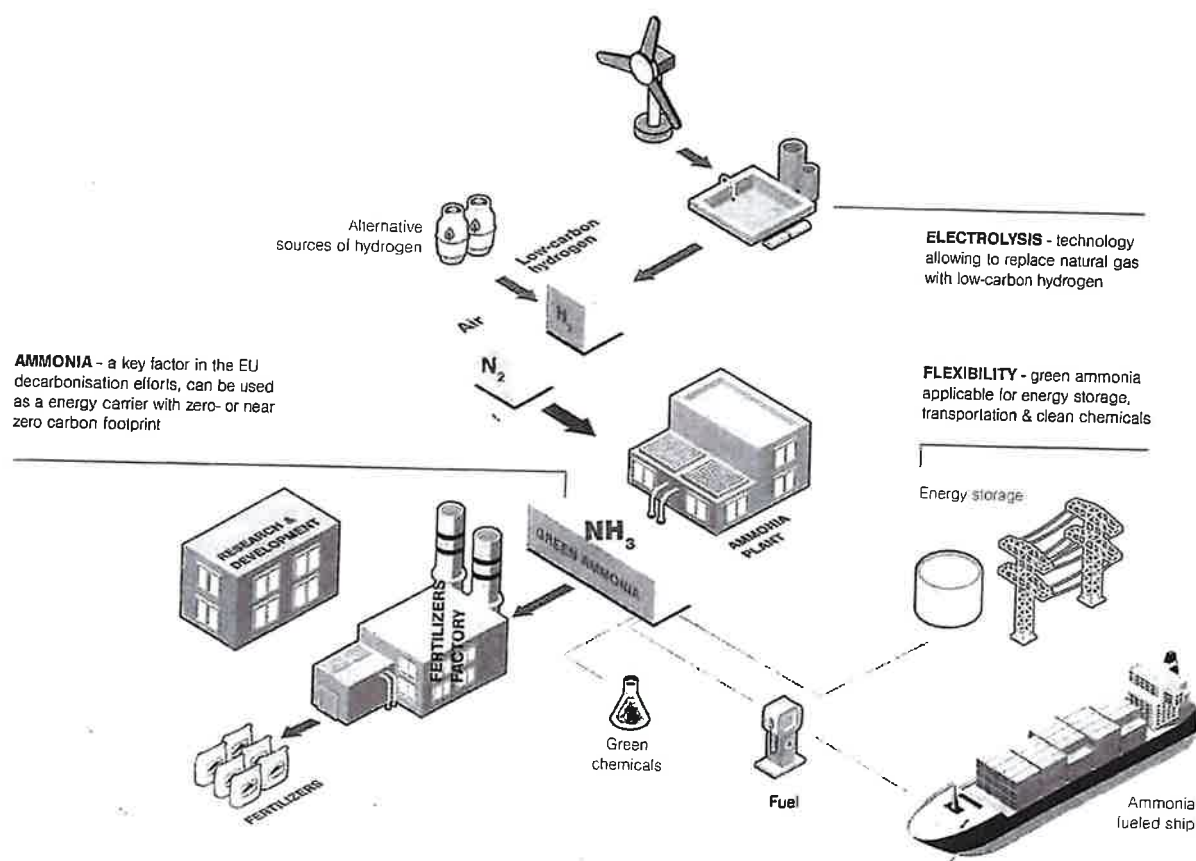 Alternative
sources of hydrogen
Low-carbon
hydrogen
ELECTROLYSIS - technology
allowing to replace natural gas
with low-carbon hydrogen
H2
Air
N2
AMMONIA - a key factor in the EU
decarbonisation efforts, can be used
as a energy carrier with zero- or near
zero carbon footprint
FLEXIBILITY - green ammonia
applicable for energy storage,
transportation & clean chemicals
Energy storage
AMMONIA
PLANT
RESEARCH &
DEVELOPMENT
NH3
GREEN AMMONIA
FERTILIZERS
FACTORY
Green
chemicals
Fuel
FERTILIZERS
Ammonia
fueled ship